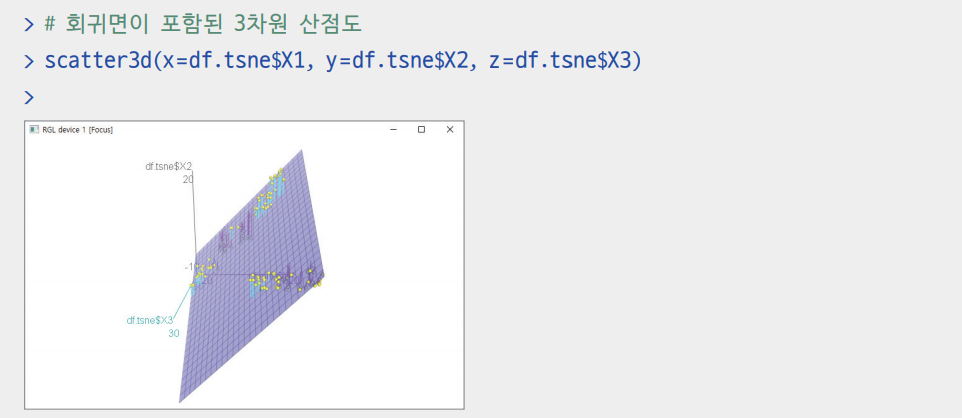 > # 회귀면이 포함된 3차원 산점도
> scatter3d(x=df.tsne$X1, y=df.tsne$X2, z=df.tsne$X3)
>
RGL device 1 [Focus]
df.tsne$X2
20
df.tsne$X3
30